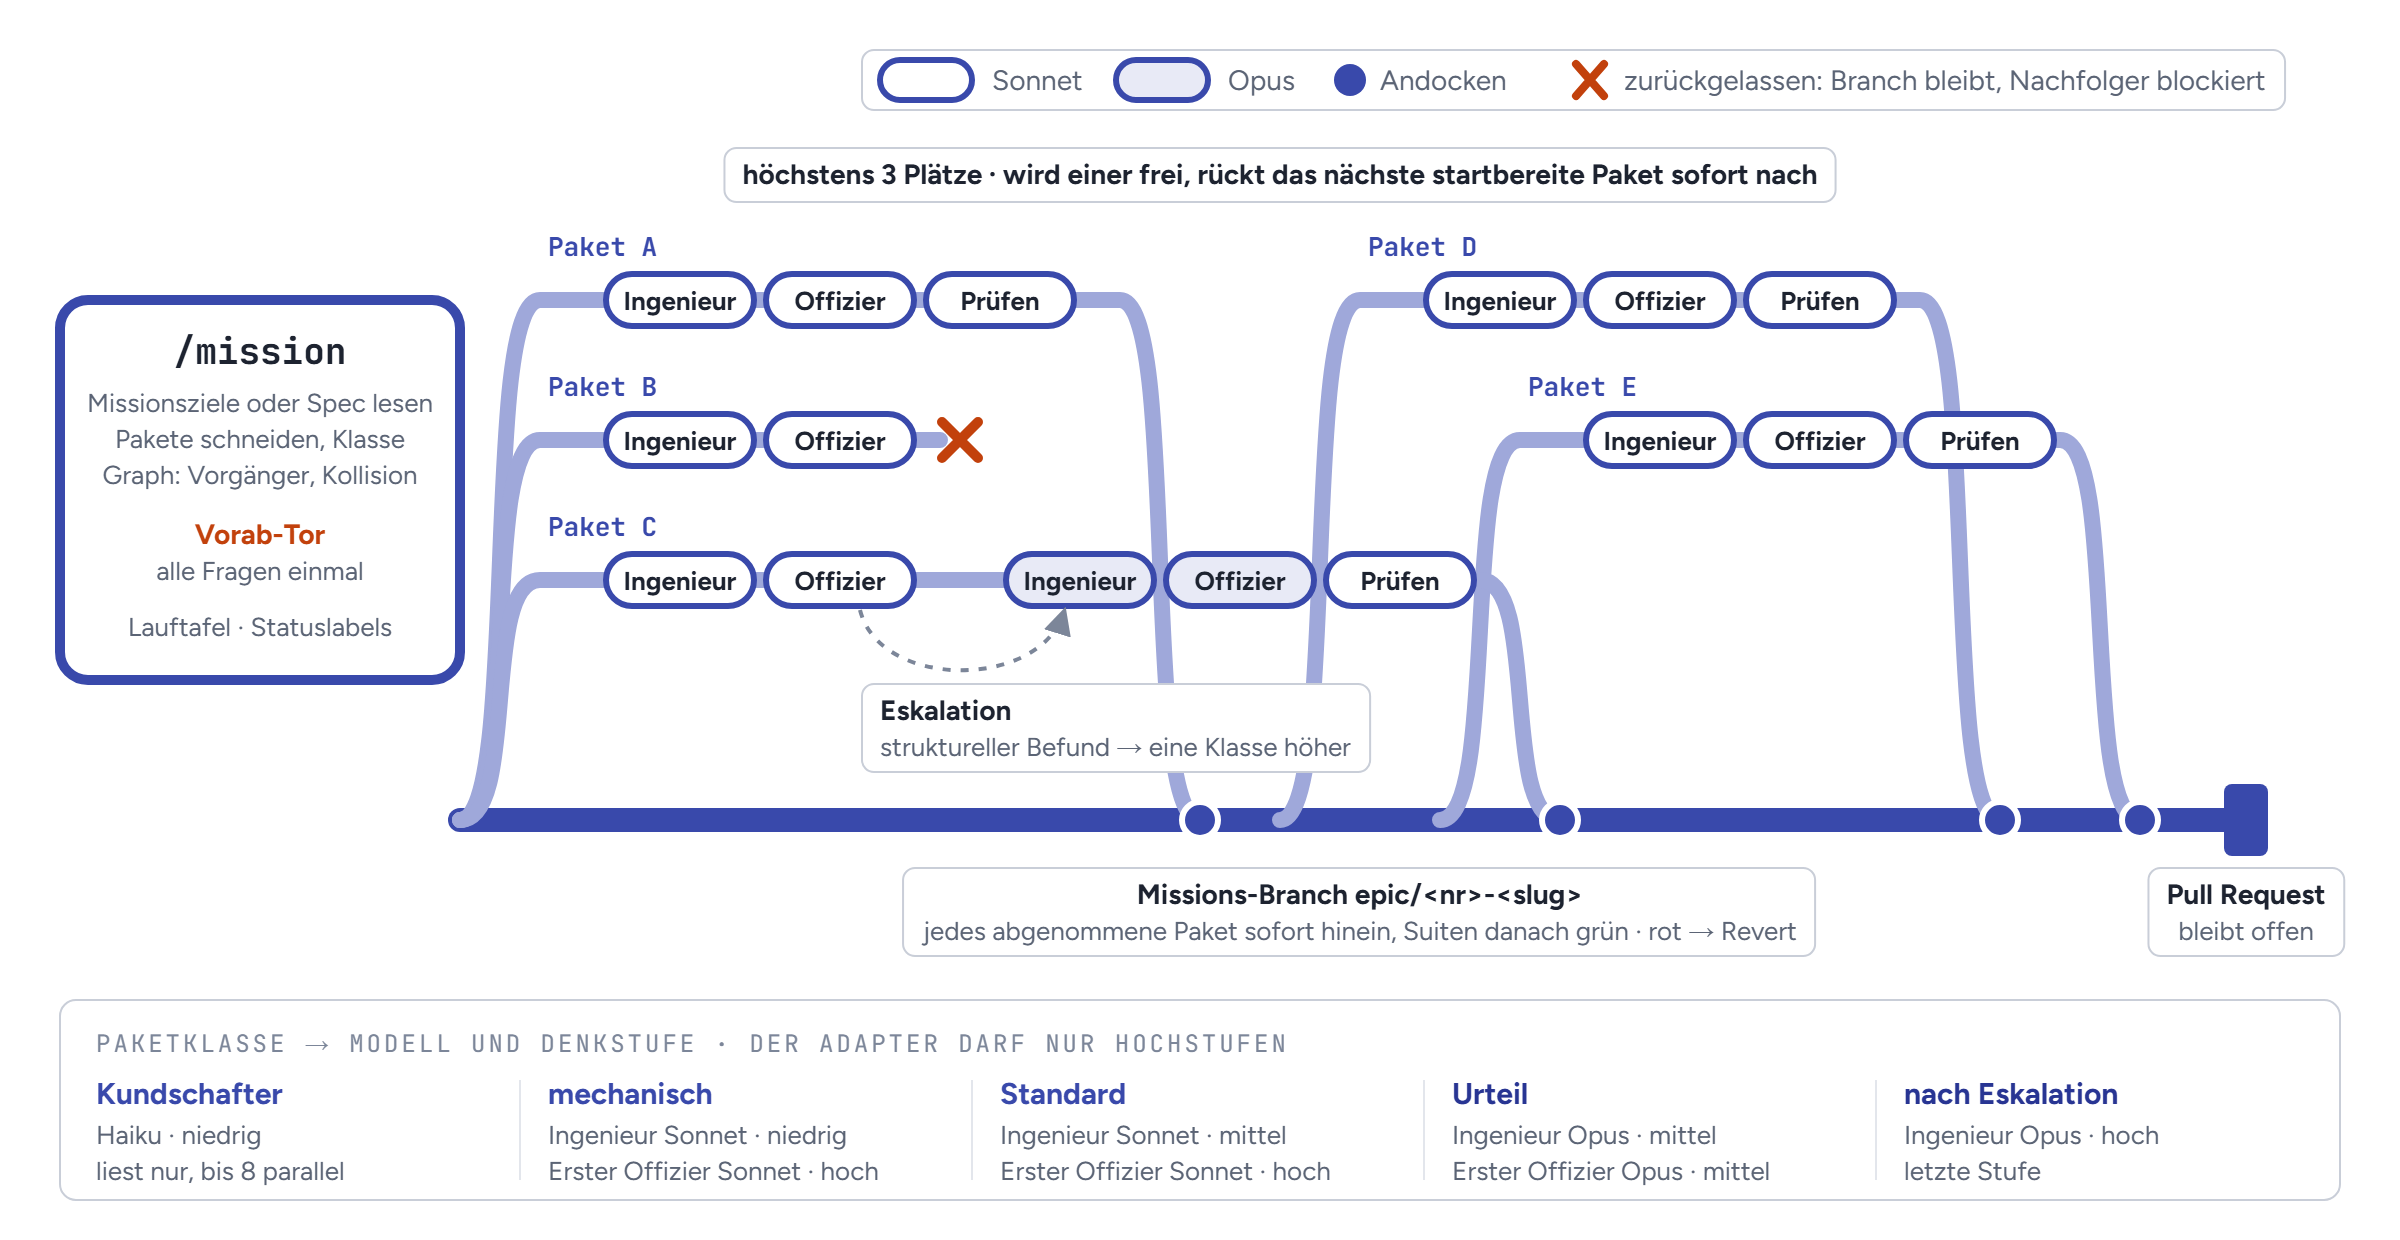 Sonnet
Opus
Andocken
zurückgelassen: Branch bleibt, Nachfolger blockiert
höchstens 3 Plätze · wird einer frei, rückt das nächste startbereite Paket sofort nach
/mission
Missionsziele oder Spec lesen
Pakete schneiden, Klasse
Graph: Vorgänger, Kollision
Vorab-Tor
alle Fragen einmal
Lauftafel · Statuslabels
Paket A
Ingenieur
Offizier
Prüfen
Paket B
Ingenieur
Offizier
Paket C
Ingenieur
Offizier
Ingenieur
Offizier
Prüfen
Paket D
Ingenieur
Offizier
Prüfen
Paket E
Ingenieur
Offizier
Prüfen
Eskalation
struktureller Befund → eine Klasse höher
Missions-Branch epic/<nr>-<slug>
jedes abgenommene Paket sofort hinein, Suiten danach grün · rot → Revert
Pull Request
bleibt offen
PAKETKLASSE → MODELL UND DENKSTUFE · DER ADAPTER DARF NUR HOCHSTUFEN
Kundschafter
Haiku · niedrig
liest nur, bis 8 parallel
mechanisch
Ingenieur Sonnet · niedrig
Erster Offizier Sonnet · hoch
Standard
Ingenieur Sonnet · mittel
Erster Offizier Sonnet · hoch
Urteil
Ingenieur Opus · mittel
Erster Offizier Opus · mittel
nach Eskalation
Ingenieur Opus · hoch
letzte Stufe